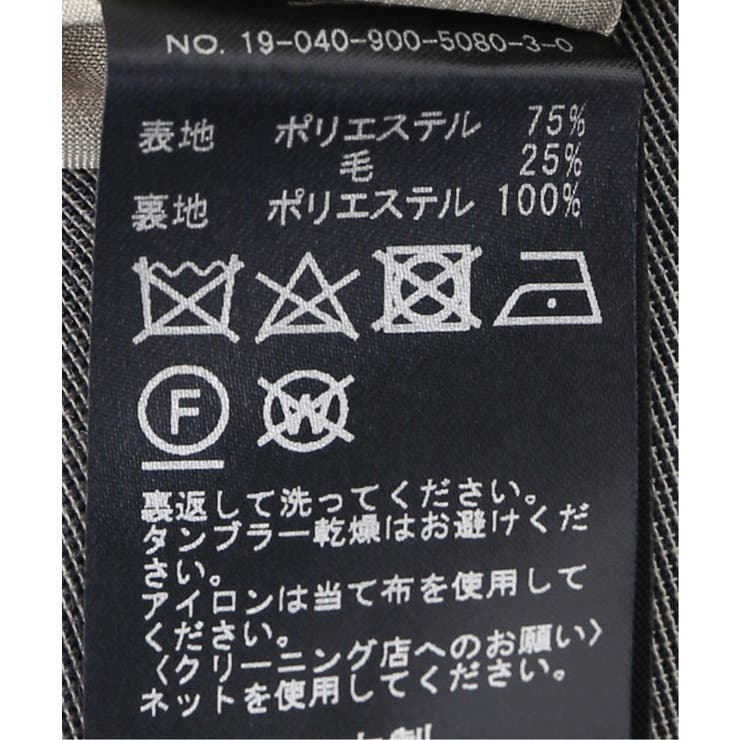 NO. 19-040-900-5080-3-0
表地 ポリエステル 75%
毛 25%
裏地 ポリエステル 100%
F W
裏返して洗ってください。
タンブラー乾燥はお避けくだ
さい。
アイロンは当て布を使用して
ください。
〈クリーニング店へのお願い〉
ネットを使用してください。